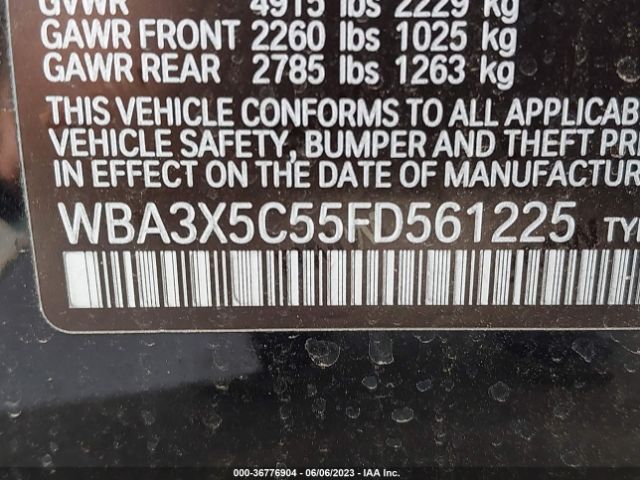 GVWR 4915 lbs 2229 kg
GAWR FRONT 2260 lbs 1025 kg
GAWR REAR 2785 lbs 1263 kg
THIS VEHICLE CONFORMS TO ALL APPLICAB
VEHICLE SAFETY, BUMPER AND THEFT PR
IN EFFECT ON THE DATE OF MANUFACTUR
WBA3X5C55FD561225 TY
000-36776904 | 06/06/2023 - IAA Inc.